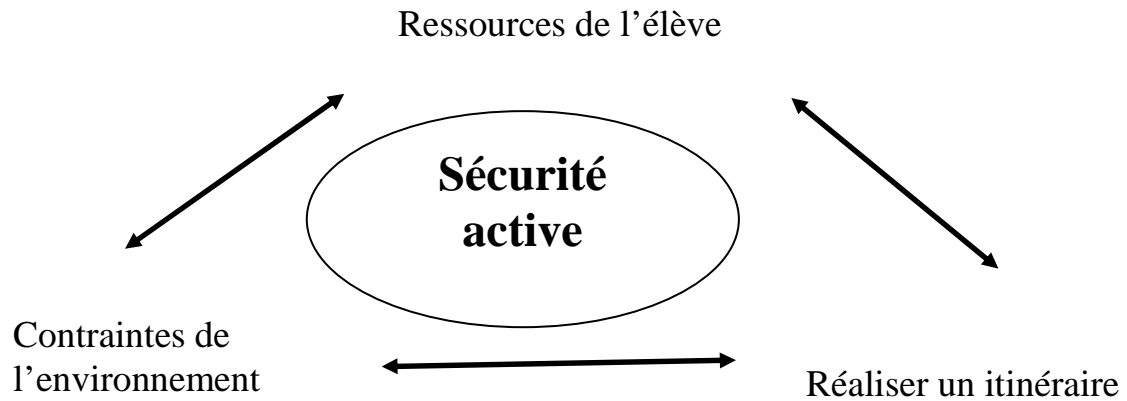 Ressources de l’élève
Sécurité
active
Contraintes de
l’environnement
Réaliser un itinéraire